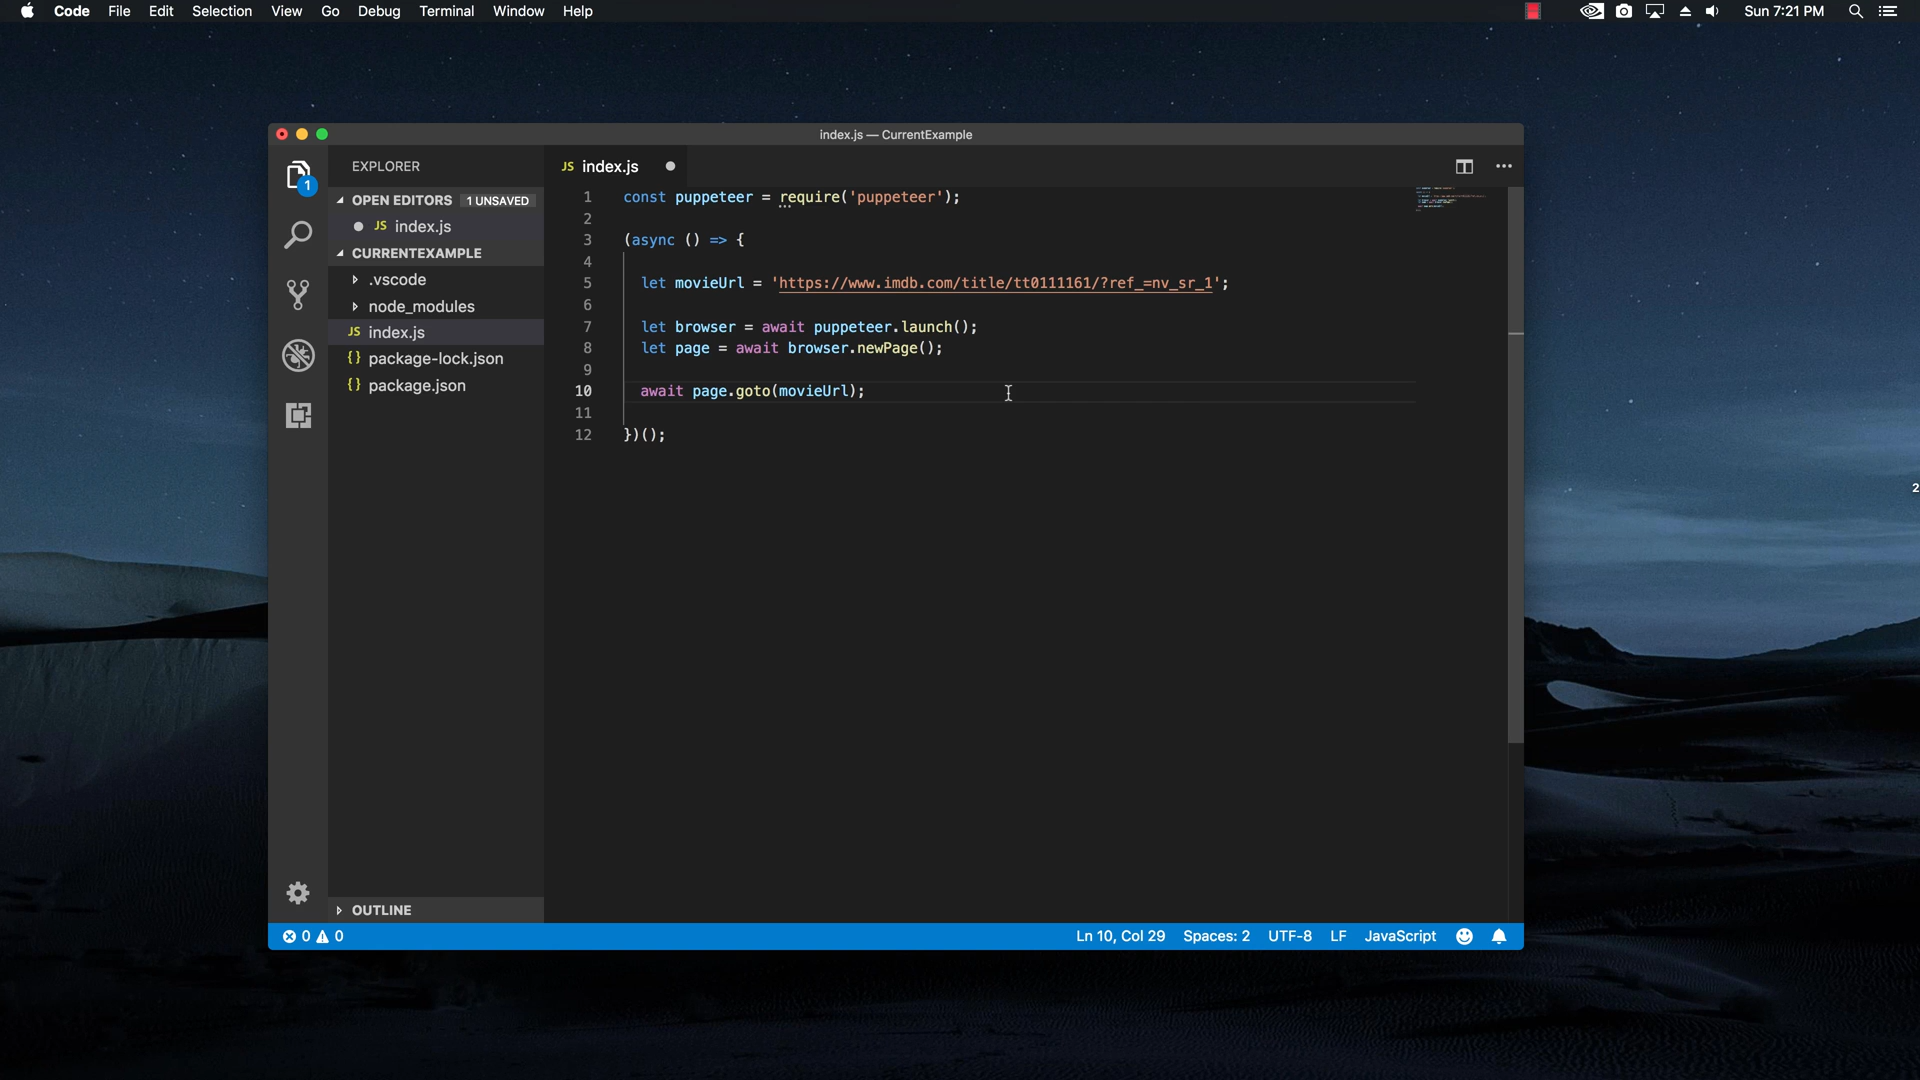 Code File Edit Selection View Go Debug Terminal Window Help Sun 7:21 PM
index.js — CurrentExample
EXPLORER
OPEN EDITORS 1 UNSAVED
JS index.js
CURRENTEXAMPLE
.vscode
node_modules
JS index.js
{} package-lock.json
{} package.json
OUTLINE
1
JS index.js
1 const puppeteer = require('puppeteer');
2
3 (async () => {
4
5 let movieUrl = 'https://www.imdb.com/title/tt0111161/?ref_=nv_sr_1';
6
7 let browser = await puppeteer.launch();
8 let page = await browser.newPage();
9
10 await page.goto(movieUrl);
11
12 })();
2
0 0 Ln 10, Col 29 Spaces: 2 UTF-8 LF JavaScript